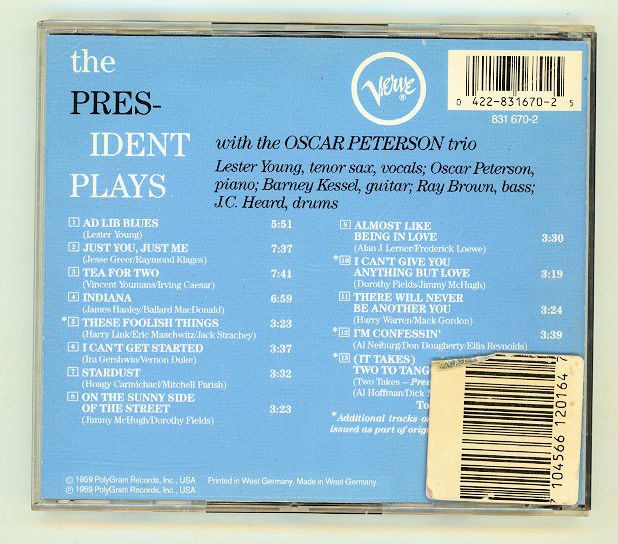 the
PRES-
IDENT
PLAYS
VERVE
®
0 422-831670-2 5
831 670-2
with the OSCAR PETERSON trio
Lester Young, tenor sax, vocals; Oscar Peterson,
piano; Barney Kessel, guitar; Ray Brown, bass;
J.C. Heard, drums
1 AD LIB BLUES 5:51
(Lester Young)
2 JUST YOU, JUST ME 7:37
(Jesse Greer/Raymond Klages)
3 TEA FOR TWO 7:41
(Vincent Youmans/Irving Caesar)
4 INDIANA 6:59
(James Hanley/Ballard MacDonald)
*5 THESE FOOLISH THINGS 3:23
(Harry Link/Eric Maschwitz/Jack Strachey)
6 I CAN'T GET STARTED 3:37
(Ira Gershwin/Vernon Duke)
7 STARDUST 3:32
(Hoagy Carmichael/Mitchell Parish)
8 ON THE SUNNY SIDE
OF THE STREET 3:23
(Jimmy McHugh/Dorothy Fields)
9 ALMOST LIKE
BEING IN LOVE 3:30
(Alan J. Lerner/Frederick Loewe)
*10 I CAN'T GIVE YOU
ANYTHING BUT LOVE 3:19
(Dorothy Fields/Jimmy McHugh)
11 THERE WILL NEVER
BE ANOTHER YOU 3:24
(Harry Warren/Mack Gordon)
*12 I'M CONFESSIN' 3:39
(Al Neiburg/Don Dougherty/Ellis Reynolds)
*13 (IT TAKES)
TWO TO TANG
(Two Takes –
(Al Hoffman/Dick
*Additional tracks
issued as part of
7 104566 120164 7
℗ 1959 PolyGram Records, Inc., USA
© 1959 PolyGram Records, Inc., USA
Printed in West Germany. Made in West Germany.